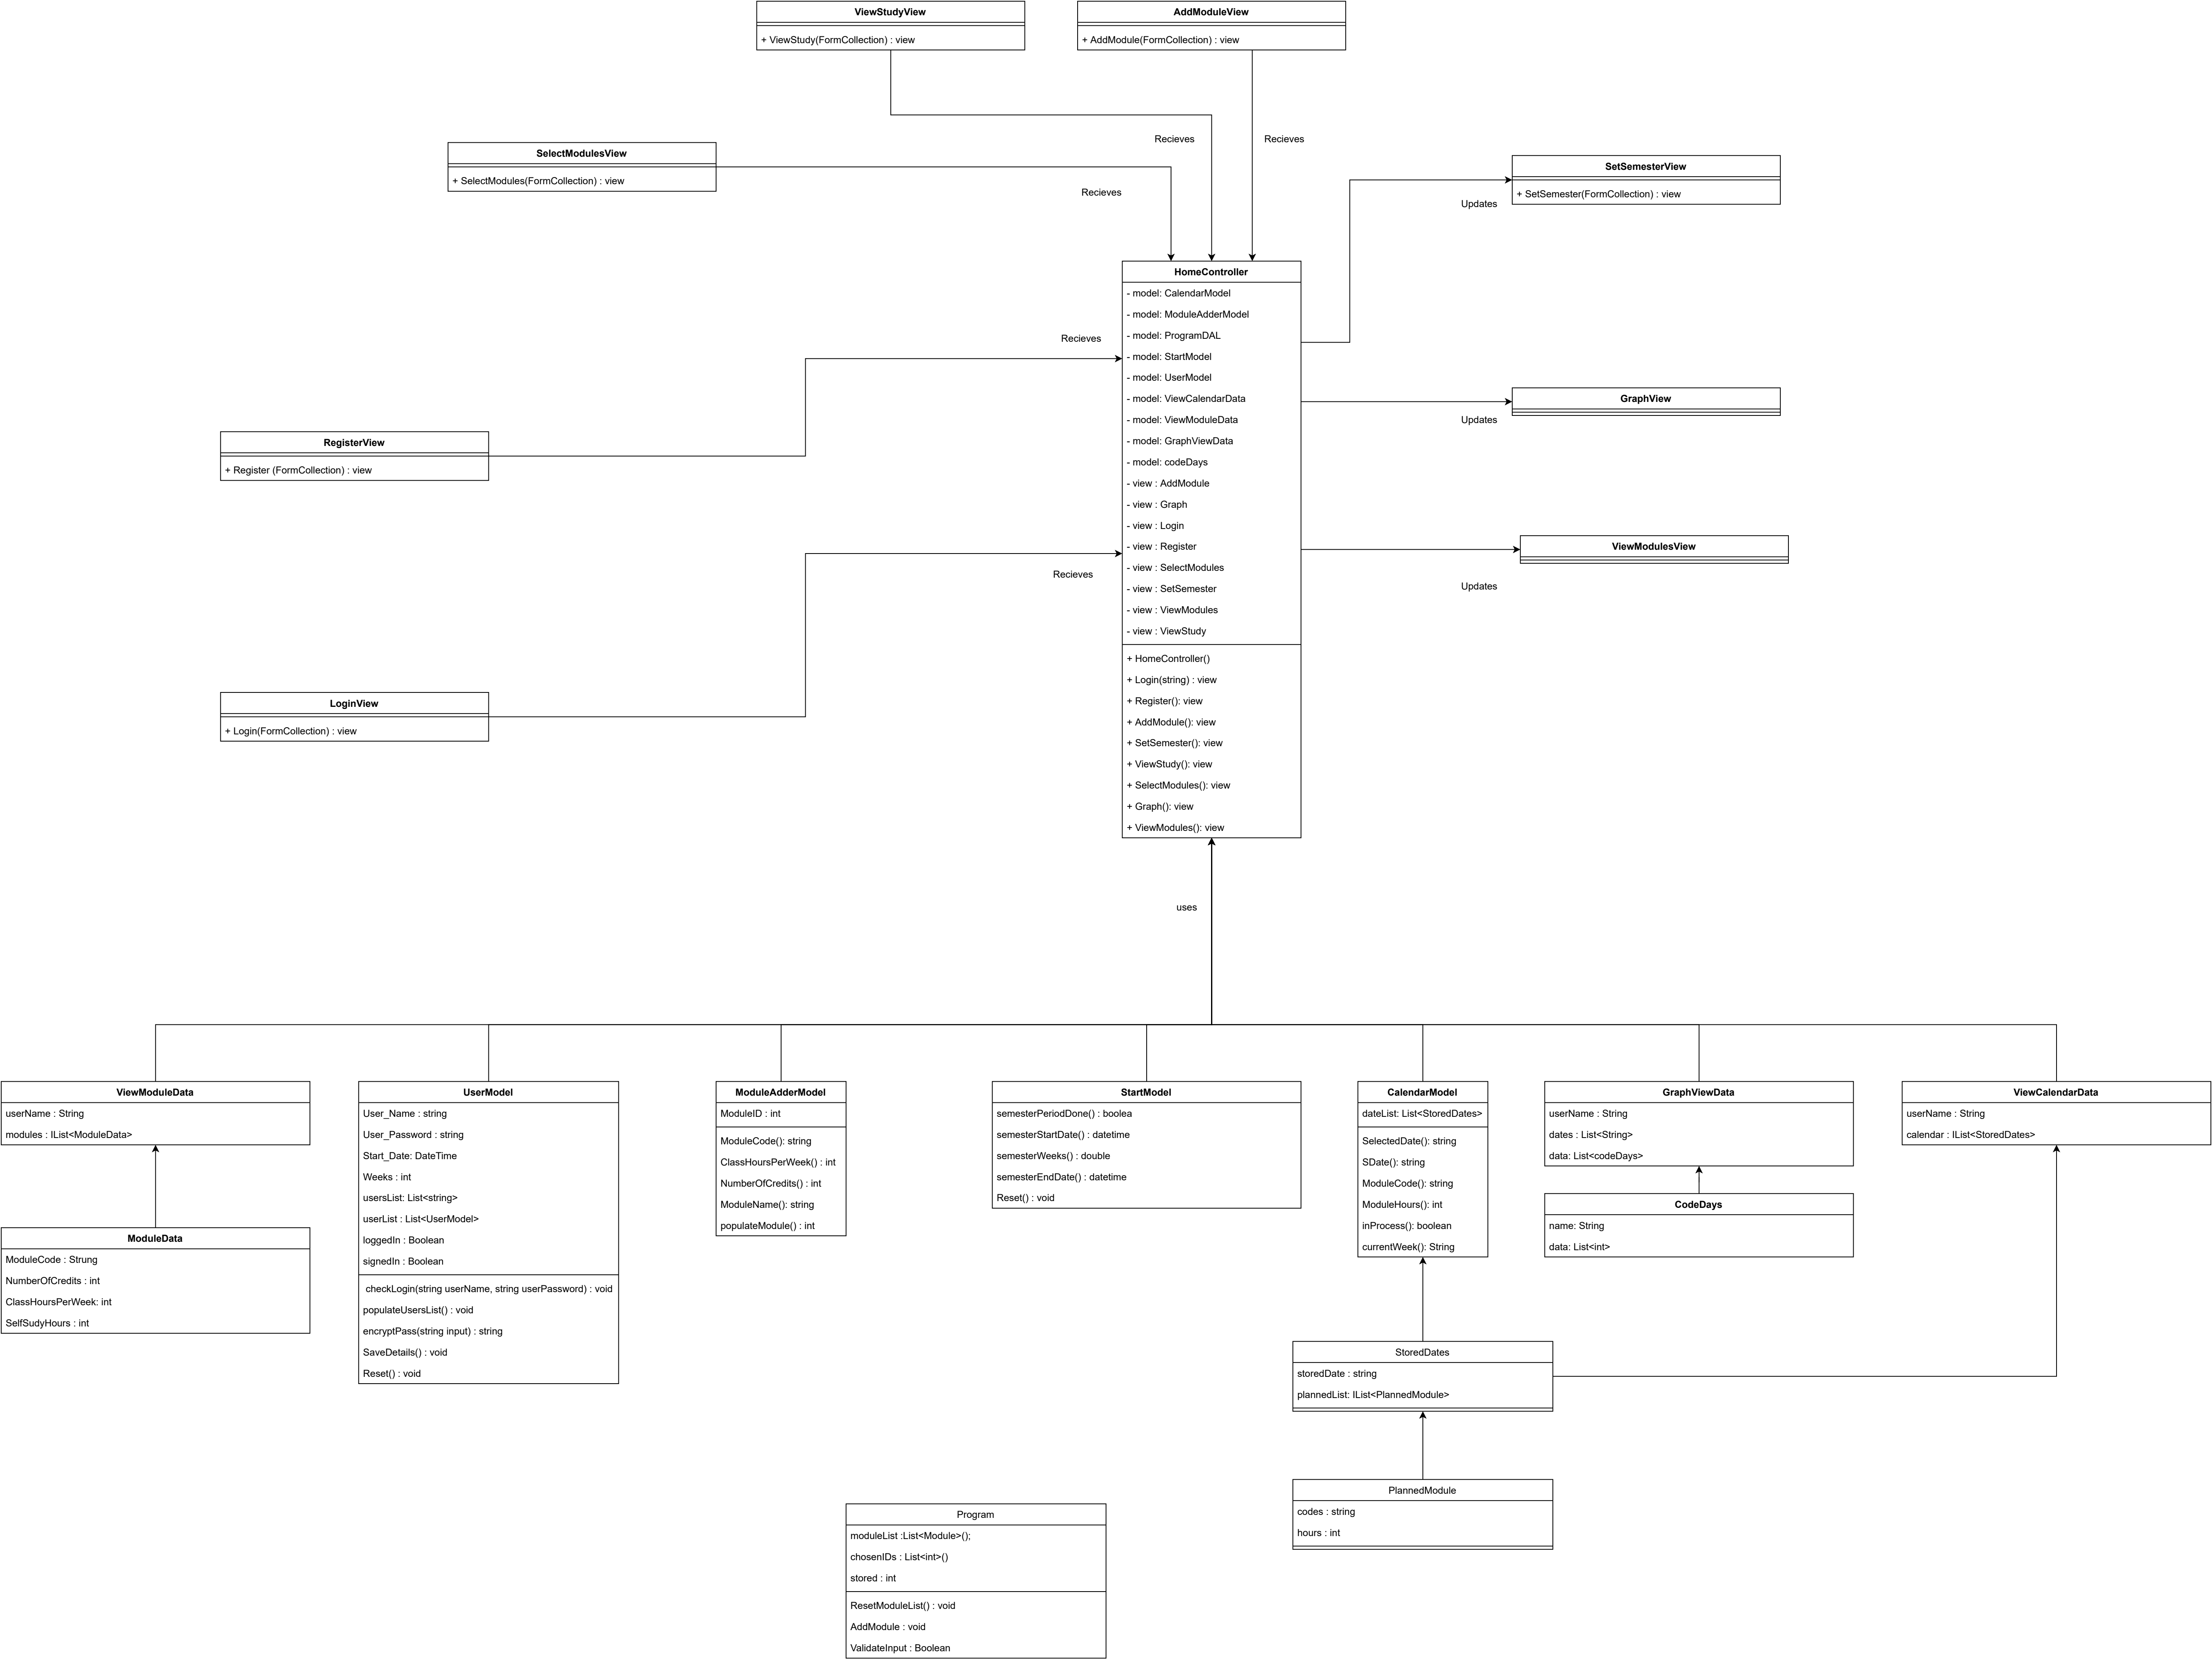 ViewStudyView
+ ViewStudy(FormCollection) : view
AddModuleView
+ AddModule(FormCollection) : view
Recieves
Recieves
SelectModulesView
+ SelectModules(FormCollection) : view
Recieves
SetSemesterView
+ SetSemester(FormCollection) : view
Updates
HomeController
- model: CalendarModel
- model: ModuleAdderModel
- model: ProgramDAL
- model: StartModel
- model: UserModel
- model: ViewCalendarData
- model: ViewModuleData
- model: GraphViewData
- model: codeDays
- view : AddModule
- view : Graph
- view : Login
- view : Register
- view : SelectModules
- view : SetSemester
- view : ViewModules
- view : ViewStudy
+ HomeController()
+ Login(string) : view
+ Register(): view
+ AddModule(): view
+ SetSemester(): view
+ ViewStudy(): view
+ SelectModules(): view
+ Graph(): view
+ ViewModules(): view
Recieves
RegisterView
+ Register (FormCollection) : view
GraphView
Updates
Recieves
ViewModulesView
Updates
LoginView
+ Login(FormCollection) : view
uses
ViewModuleData
userName : String
modules : IList<ModuleData>
ModuleData
ModuleCode : Strung
NumberOfCredits : int
ClassHoursPerWeek: int
SelfSudyHours : int
UserModel
User_Name : string
User_Password : string
Start_Date: DateTime
Weeks : int
usersList: List<string>
userList : List<UserModel>
loggedIn : Boolean
signedIn : Boolean
checkLogin(string userName, string userPassword) : void
populateUsersList() : void
encryptPass(string input) : string
SaveDetails() : void
Reset() : void
ModuleAdderModel
ModuleID : int
ModuleCode(): string
ClassHoursPerWeek() : int
NumberOfCredits() : int
ModuleName(): string
populateModule() : int
StartModel
semesterPeriodDone() : boolea
semesterStartDate() : datetime
semesterWeeks() : double
semesterEndDate() : datetime
Reset() : void
CalendarModel
dateList: List<StoredDates>
SelectedDate(): string
SDate(): string
ModuleCode(): string
ModuleHours(): int
inProcess(): boolean
currentWeek(): String
GraphViewData
userName : String
dates : List<String>
data: List<codeDays>
CodeDays
name: String
data: List<int>
ViewCalendarData
userName : String
calendar : IList<StoredDates>
StoredDates
storedDate : string
plannedList: IList<PlannedModule>
PlannedModule
codes : string
hours : int
Program
moduleList :List<Module>();
chosenIDs : List<int>()
stored : int
ResetModuleList() : void
AddModule : void
ValidateInput : Boolean